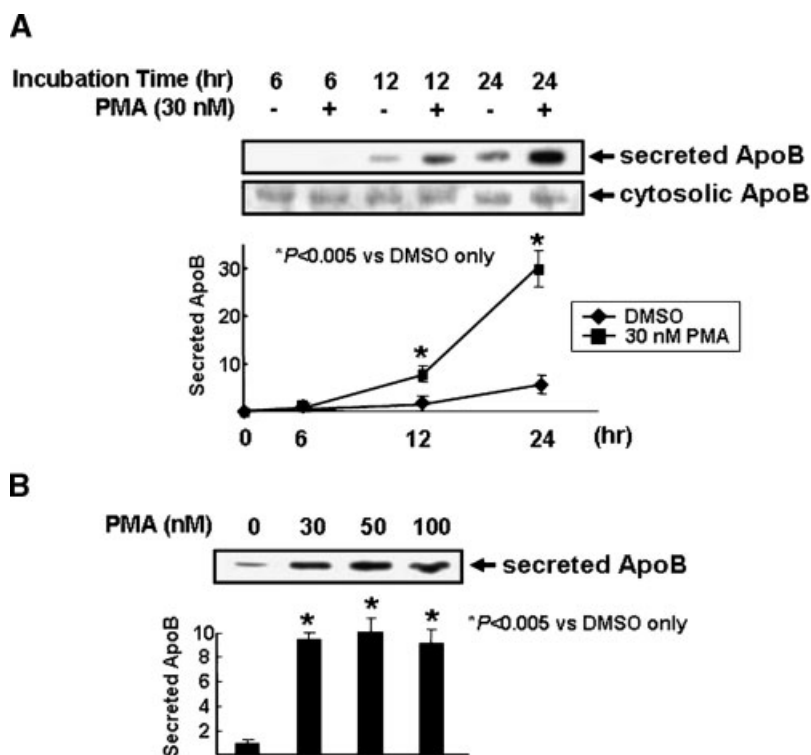 A
Incubation Time (hr) 6 6 12 12 24 24
PMA (30 nM) - + - + - +
secreted ApoB
cytosolic ApoB
*P<0.005 vs DMSO only
*
*
Secreted ApoB
30
20
10
DMSO
30 nM PMA
0 6 12 24 (hr)
B
PMA (nM) 0 30 50 100
secreted ApoB
* * *
*P<0.005 vs DMSO only
Secreted ApoB
10
8
6
4
2